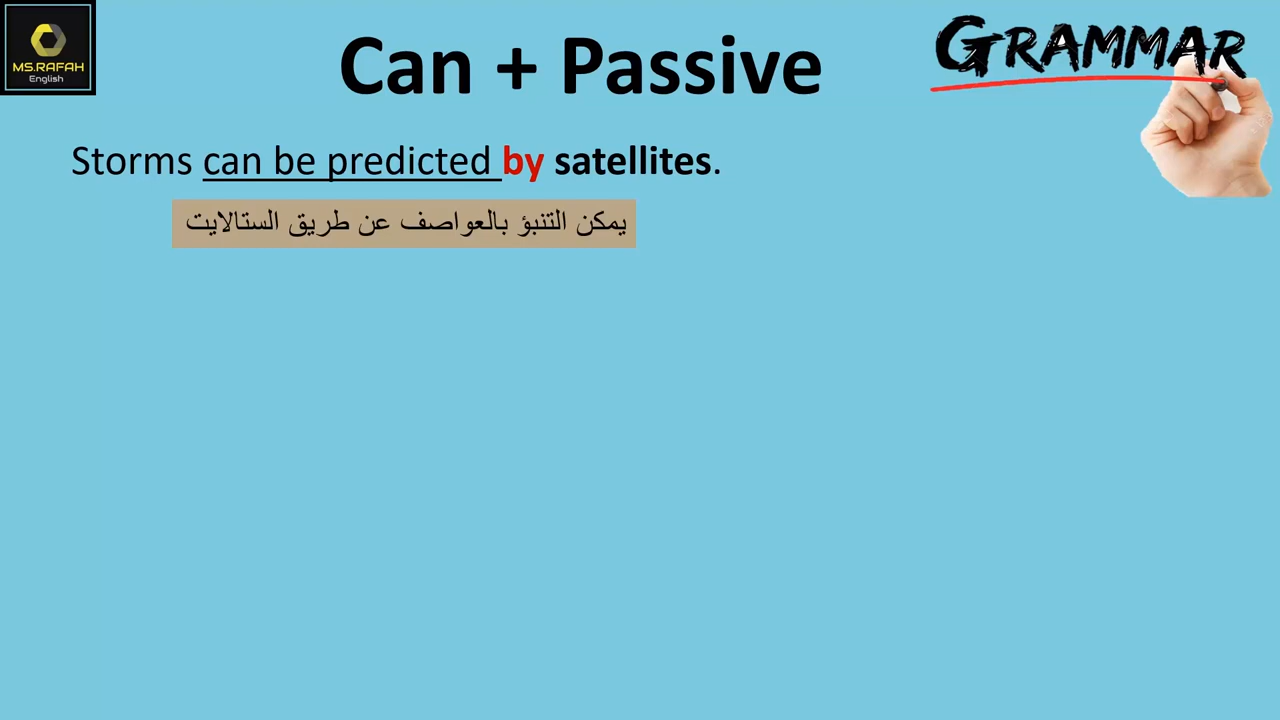 MS.RAFAH
English
Can + Passive
GRAMMAR
Storms can be predicted by satellites.
يمكن التنبؤ بالعواصف عن طريق الستالايت